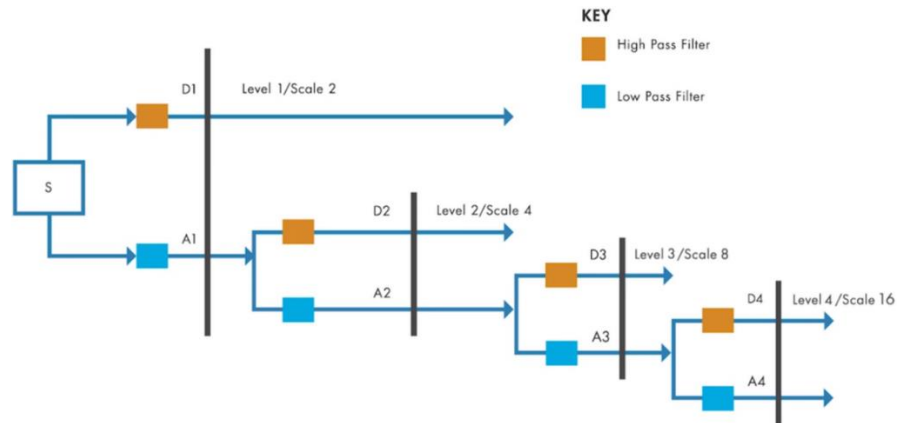 KEY
High Pass Filter
Low Pass Filter
D1
Level 1/Scale 2
S
A1
D2
Level 2/Scale 4
A2
D3
Level 3/Scale 8
A3
D4
Level 4/Scale 16
A4